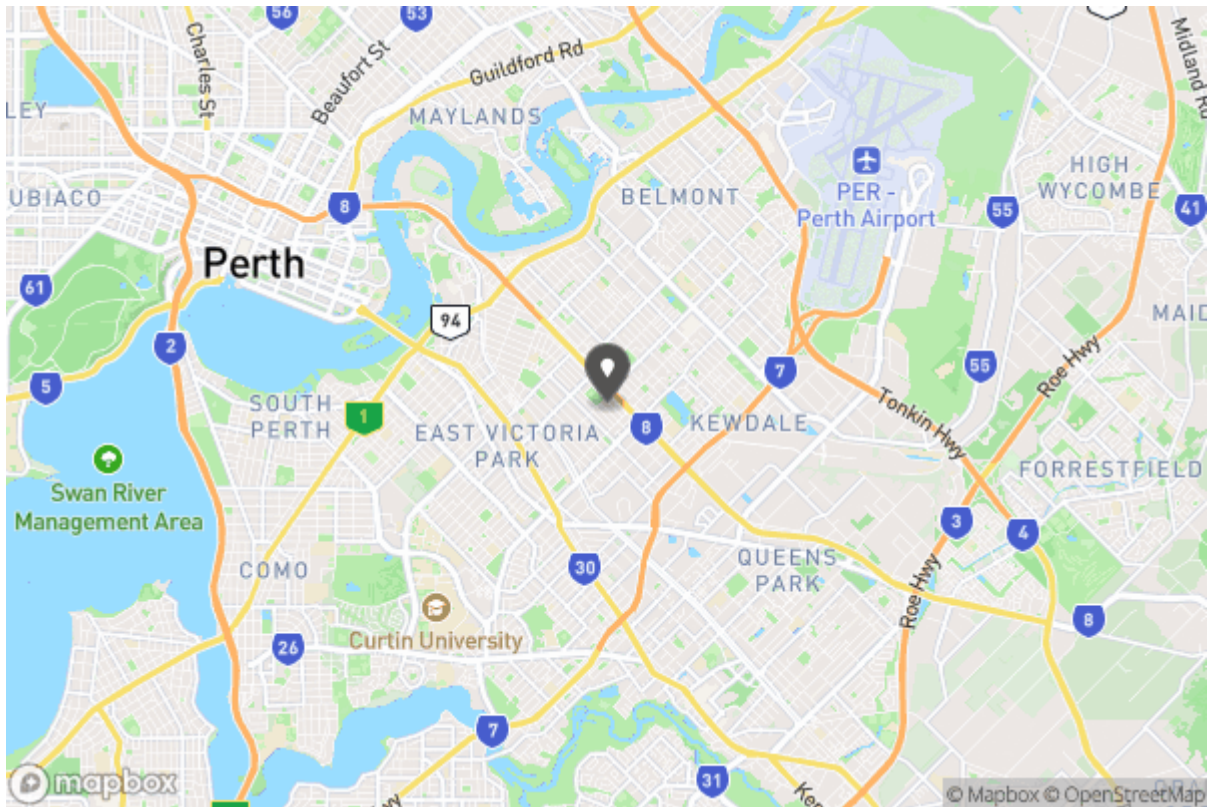 56
53
Charles St
Beaufort St
Guildford Rd
Midland Rd
LEY
MAYLANDS
HIGH
WYCOMBE
UBIACO
BELMONT
PER -
Perth Airport
8
55
41
Perth
61
94
2
5
7
55
Roe Hwy
MAID
SOUTH
PERTH
1
EAST VICTORIA
PARK
8
KEWDALE
Tonkin Hwy
FORRESTFIELD
Swan River
Management Area
3
4
COMO
30
QUEENS
PARK
Roe Hwy
Curtin University
26
8
7
31
mapbox
© Mapbox © OpenStreetMap